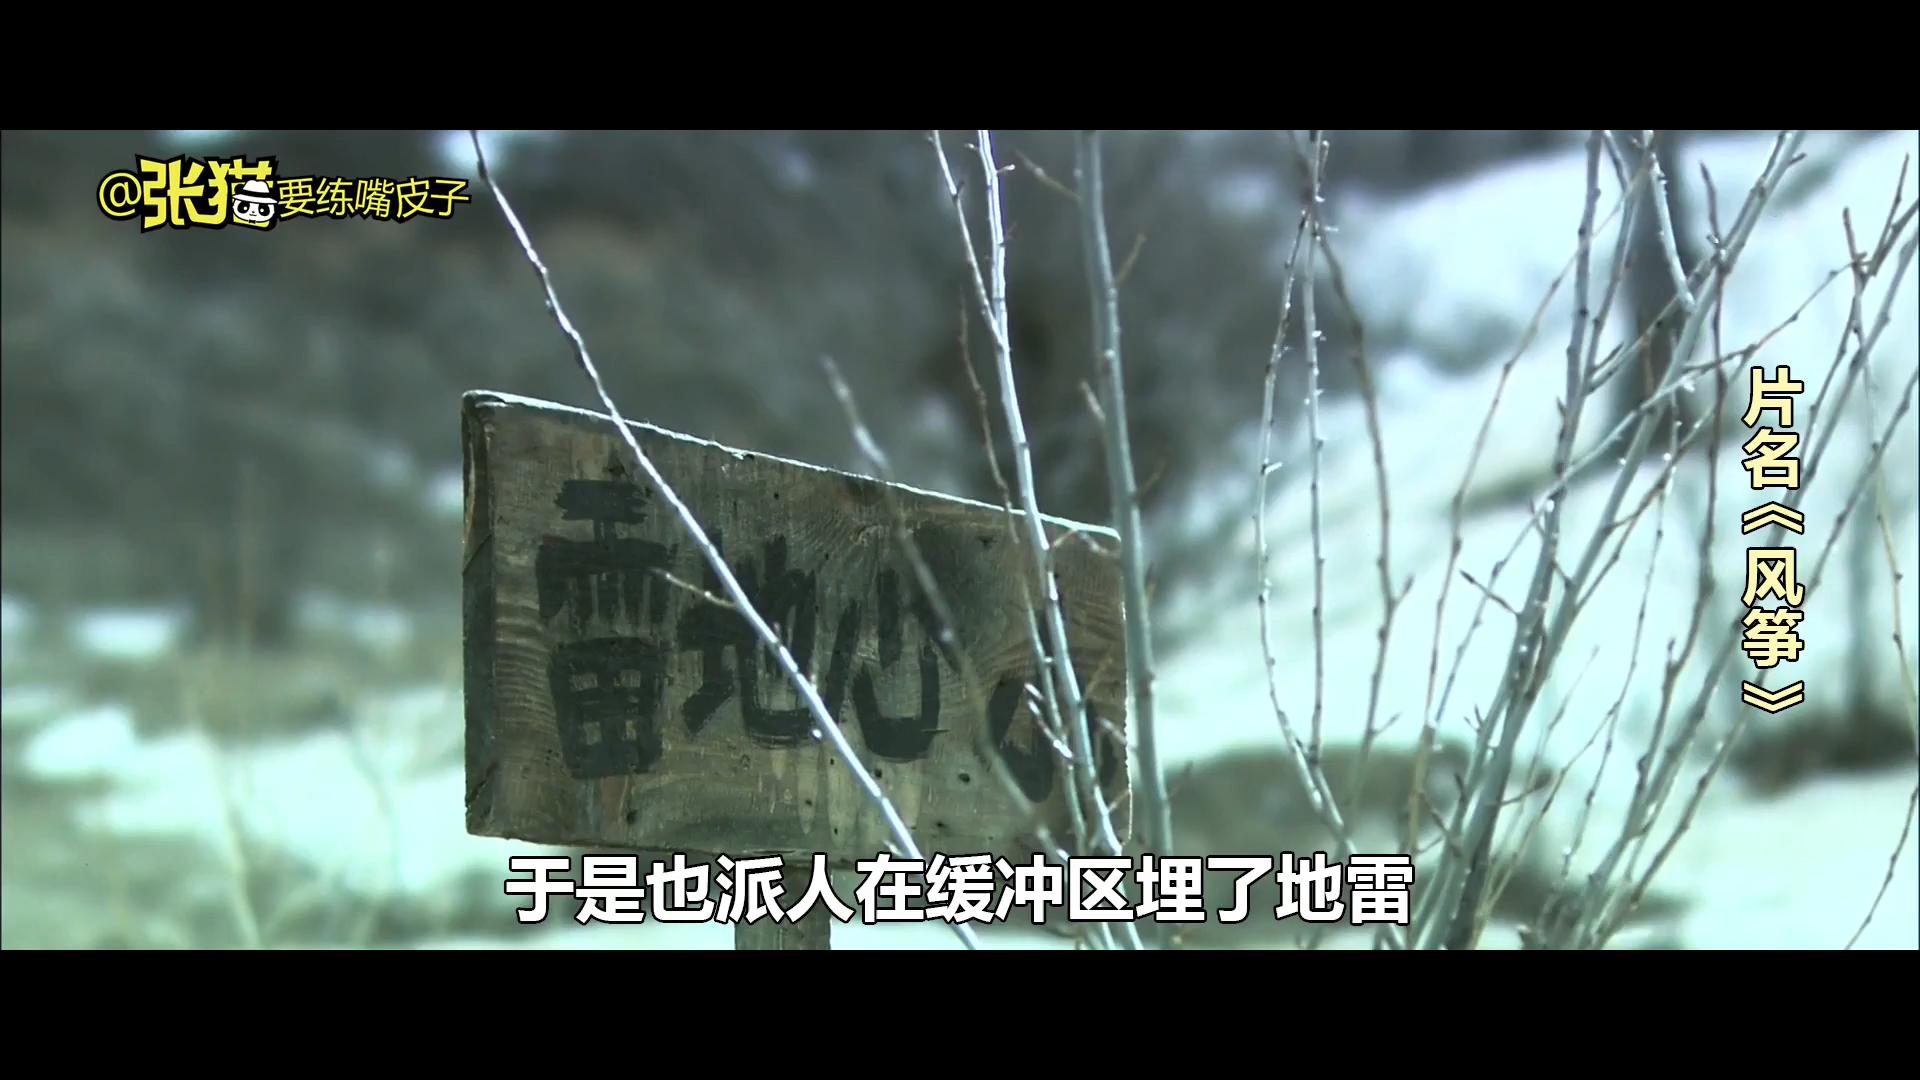 @张猫要练嘴皮子
片名《风筝》
雷地心
于是也派人在缓冲区埋了地雷